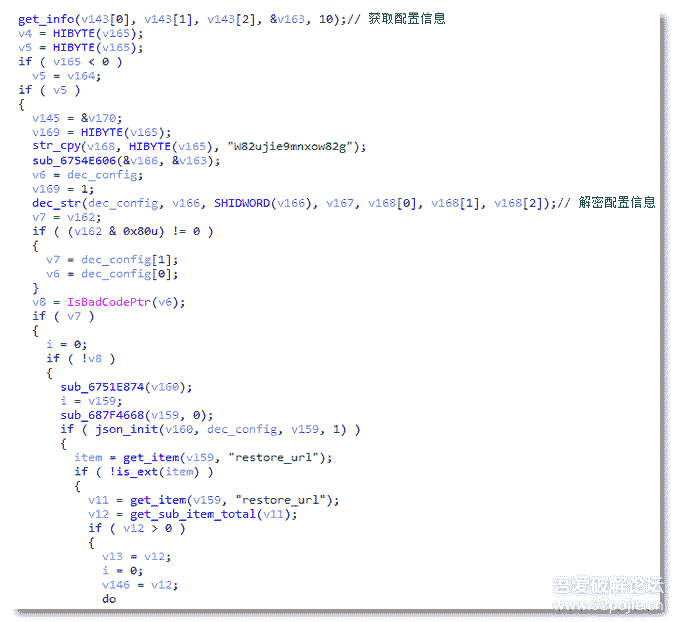 get_info(v143[0], v143[1], v143[2], &v163, 10);// 获取配置信息
v4 = HIBYTE(v165);
v5 = HIBYTE(v165);
if ( v165 < 0 )
  v5 = v164;
if ( v5 )
{
  v145 = &v170;
  v169 = HIBYTE(v165);
  str_cpy(v168, HIBYTE(v165), "W82ujie9mnxow82g");
  sub_6754E606(&v166, &v163);
  v6 = dec_config;
  v169 = 1;
  dec_str(dec_config, v166, SHIDWORD(v166), v167, v168[0], v168[1], v168[2]);// 解密配置信息
  v7 = v162;
  if ( (v162 & 0x80u) != 0 )
  {
    v7 = dec_config[1];
    v6 = dec_config[0];
  }
  v8 = IsBadCodePtr(v6);
  if ( v7 )
  {
    i = 0;
    if ( !v8 )
    {
      sub_6751E874(v160);
      i = v159;
      sub_687F4668(v159, 0);
      if ( json_init(v160, dec_config, v159, 1) )
      {
        item = get_item(v159, "restore_url");
        if ( !is_ext(item) )
        {
          v11 = get_item(v159, "restore_url");
          v12 = get_sub_item_total(v11);
          if ( v12 > 0 )
          {
            v13 = v12;
            i = 0;
            v146 = v12;
            do
吾爱破解论坛
www.52pojie.cn